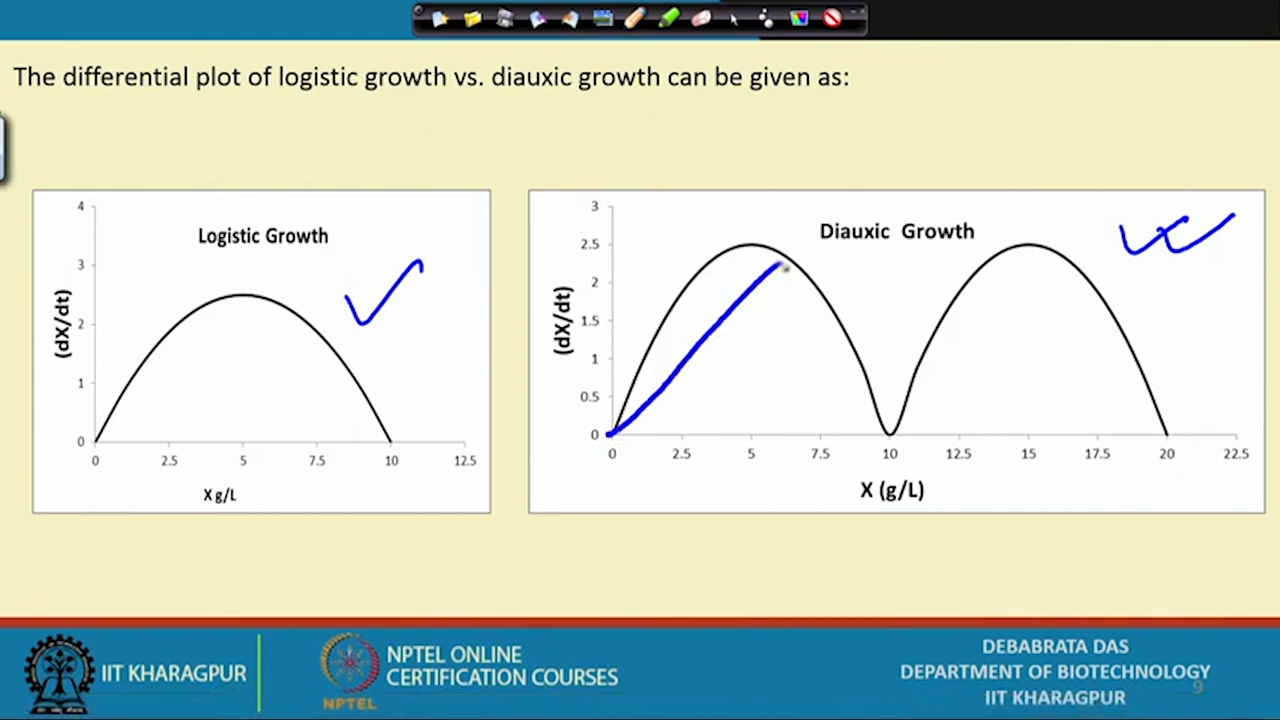 The differential plot of logistic growth vs. diauxic growth can be given as:
4
3
2
1
0
Logistic Growth
(dX/dt)
0 2.5 5 7.5 10 12.5
X g/L
3
2.5
2
1.5
1
0.5
0
Diauxic Growth
(dX/dt)
0 2.5 5 7.5 10 12.5 15 17.5 20 22.5
X (g/L)
IIT KHARAGPUR
NPTEL
NPTEL ONLINE
CERTIFICATION COURSES
DEBABRATA DAS
DEPARTMENT OF BIOTECHNOLOGY
IIT KHARAGPUR
9